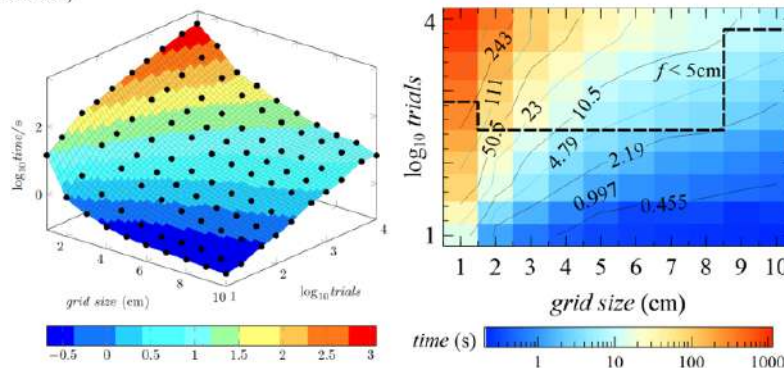 log₁₀ time/s
2
0
2
4
6
8
10
grid size (cm)
1
2
3
4
log₁₀ trials
−0.5 0 0.5 1 1.5 2 2.5 3
4
1
log₁₀ trials
243
111
50.5
23
10.5
4.79
2.19
0.997
0.455
f < 5cm
1 2 3 4 5 6 7 8 9 10
grid size (cm)
time (s)
1 10 100 1000